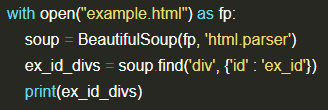 with open("example.html") as fp:
    soup = BeautifulSoup(fp, 'html.parser')
    ex_id_divs = soup.find('div', {'id' : 'ex_id'})
    print(ex_id_divs)